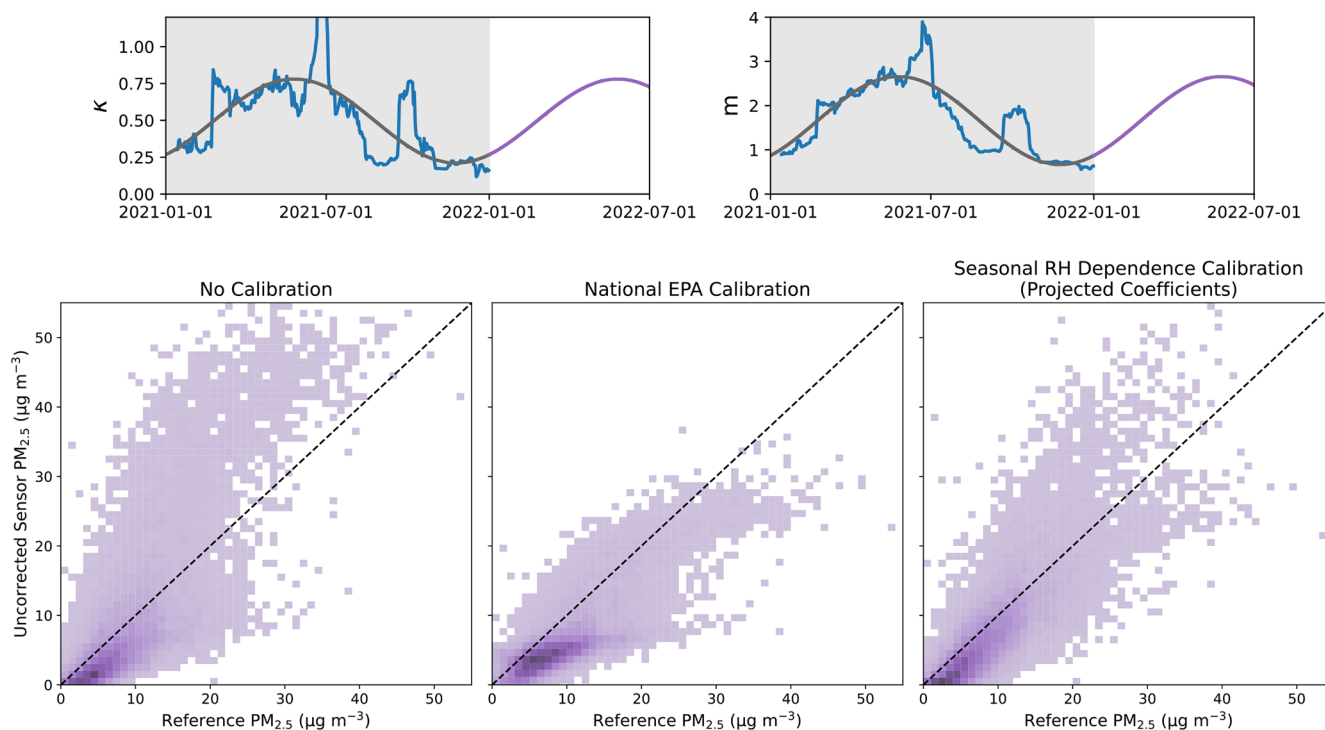 κ
1.00
0.75
0.50
0.25
0.00
2021-01-01 2021-07-01 2022-01-01 2022-07-01
m
4
3
2
1
0
2021-01-01 2021-07-01 2022-01-01 2022-07-01
No Calibration
Uncorrected Sensor PM2.5 (μg m−3)
50
40
30
20
10
0
0 10 20 30 40 50
Reference PM2.5 (μg m−3)
National EPA Calibration
0 10 20 30 40 50
Reference PM2.5 (μg m−3)
Seasonal RH Dependence Calibration
(Projected Coefficients)
0 10 20 30 40 50
Reference PM2.5 (μg m−3)